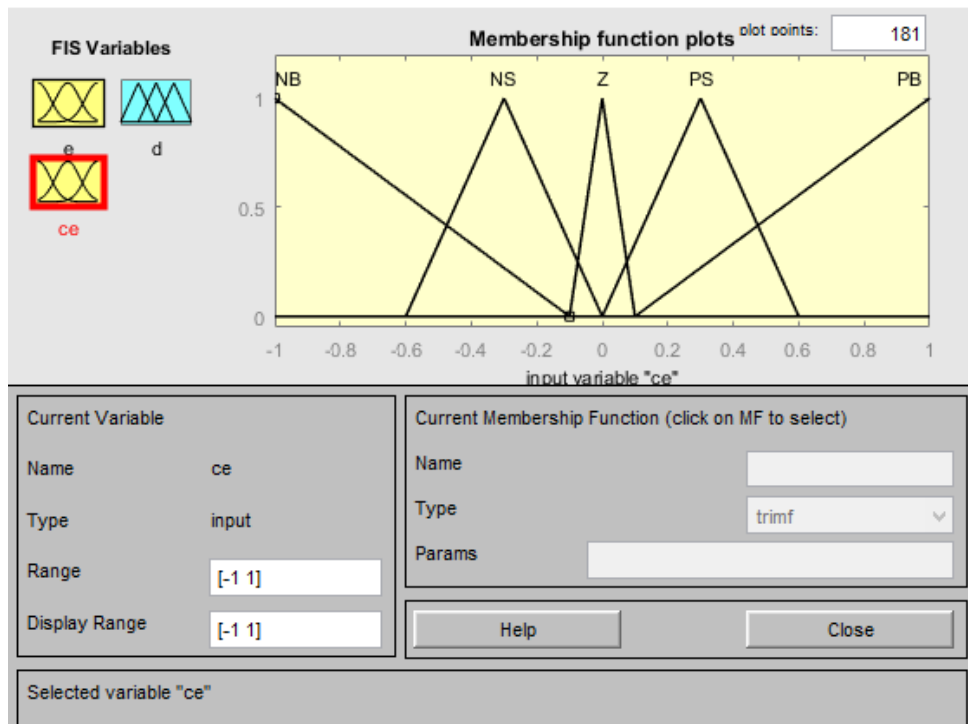 FIS Variables
Membership function plots
plot points:
181
e
d
ce
NB
NS
Z
PS
PB
1
0.5
0
-1
-0.8
-0.6
-0.4
-0.2
0
0.2
0.4
0.6
0.8
1
input variable "ce"
Current Variable
Name
ce
Type
input
Range
[-1 1]
Display Range
[-1 1]
Current Membership Function (click on MF to select)
Name
Type
trimf
Params
Help
Close
Selected variable "ce"